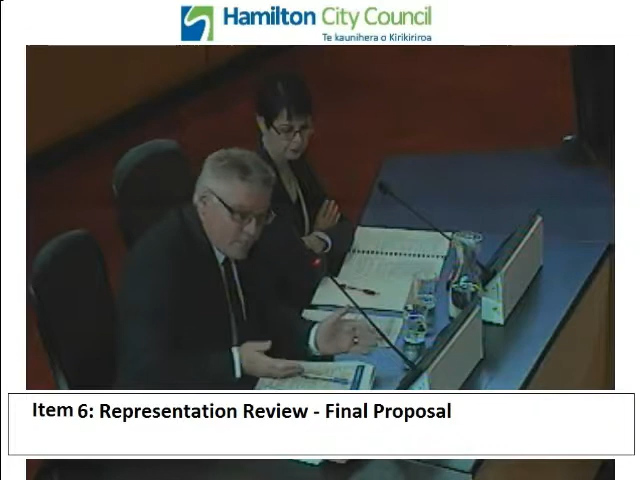 Hamilton City Council
Te kaunihera o Kirikiriroa
Item 6: Representation Review - Final Proposal